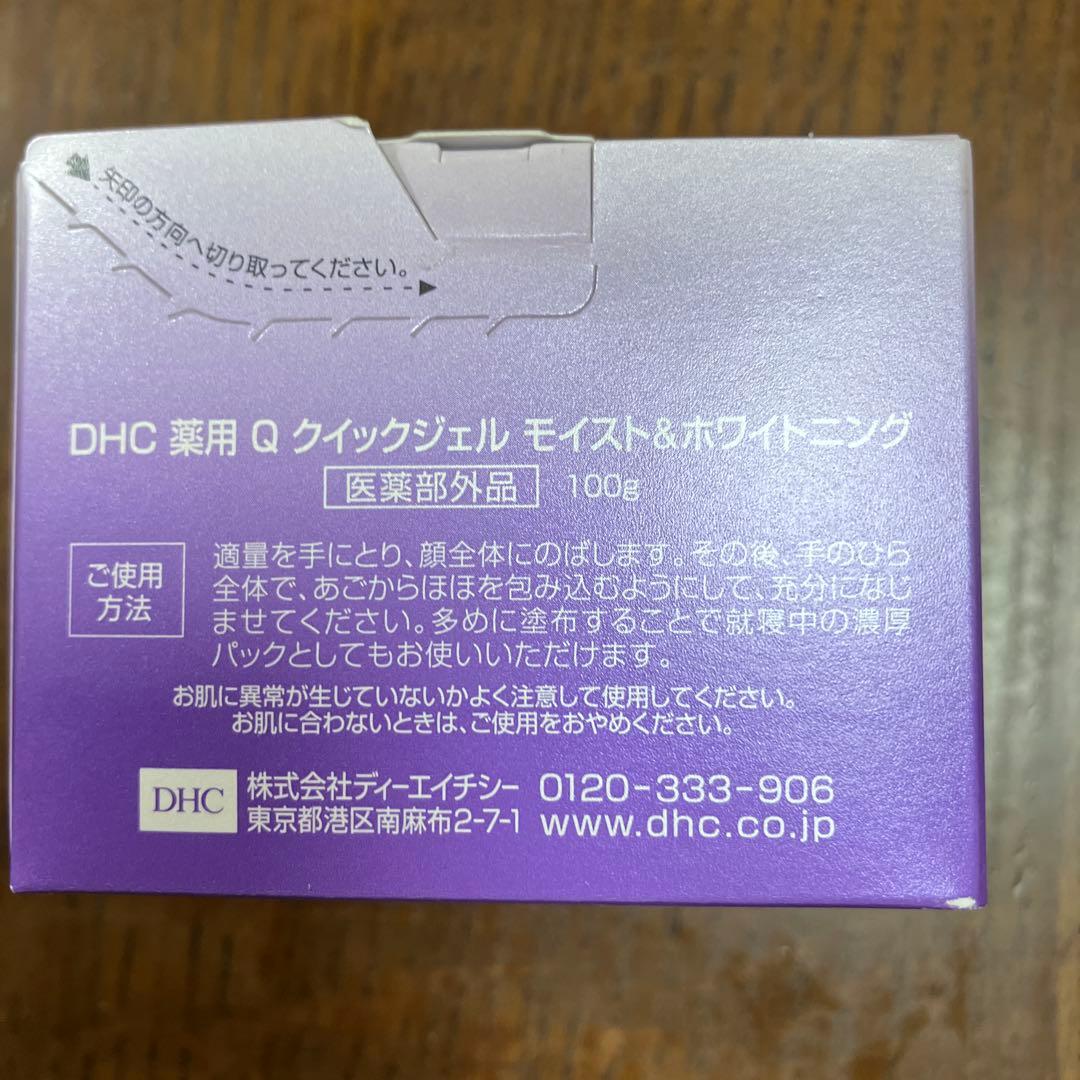 矢印の方向へ切り取ってください。
DHC 薬用 Q クイックジェル モイスト&ホワイトニング
医薬部外品 100g
ご使用
方法
適量を手にとり、顔全体にのばします。その後、手のひら
全体で、あごからほほを包み込むようにして、充分になじ
ませてください。多めに塗布することで就寝中の濃厚
パックとしてもお使いいただけます。
お肌に異常が生じていないかよく注意して使用してください。
お肌に合わないときは、ご使用をおやめください。
DHC
株式会社ディーエイチシー 0120-333-906
東京都港区南麻布2-7-1 www.dhc.co.jp